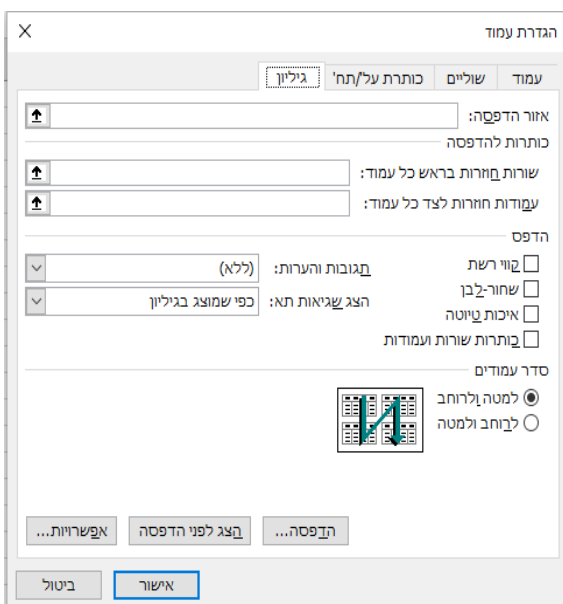 הגדרת עמוד
עמוד שוליים כותרת על'/תח' גיליון
אזור הדפסה:
כותרות להדפסה
שורות חוזרות בראש כל עמוד:
עמודות חוזרות לצד כל עמוד:
הדפס
קווי רשת תגובות והערות: (ללא)
שחור-לבן
הצג שגיאות תא: כפי שמוצג בגיליון
איכות טיוטה
כותרות שורות ועמודות
סדר עמודים
למטה ולרוחב
לרוחב ולמטה
הדפסה... הצג לפני הדפסה אפשרויות...
אישור ביטול